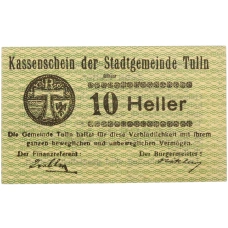 Kassenschein der Stadtgemeinde Tulln
über
10 Heller
Die Gemeinde Tulln haftet für diese Verbindlichkeit mit ihrem
ganzen beweglichen und unbeweglichen Vermögen.
Der Finanzreferent: Der Bürgermeister: